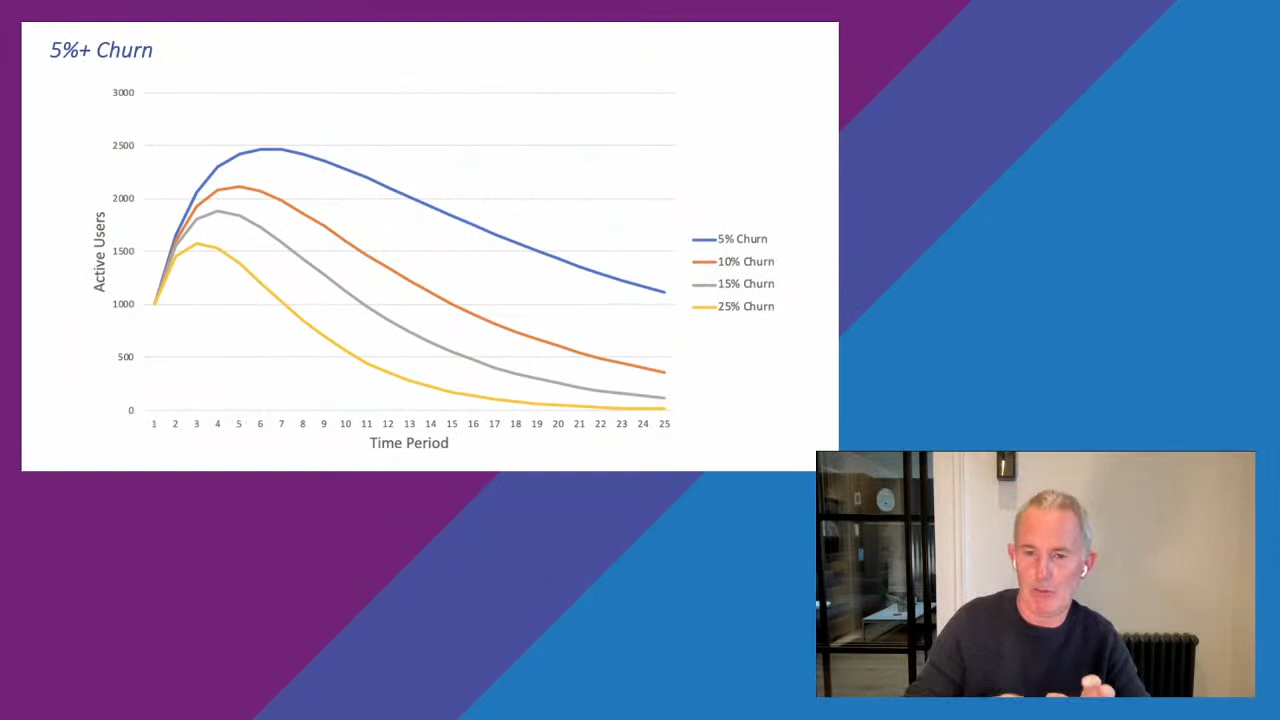 5%+ Churn
3000
2500
2000
1500
1000
500
0
Active Users
1 2 3 4 5 6 7 8 9 10 11 12 13 14 15 16 17 18 19 20 21 22 23 24 25
Time Period
5% Churn
10% Churn
15% Churn
25% Churn